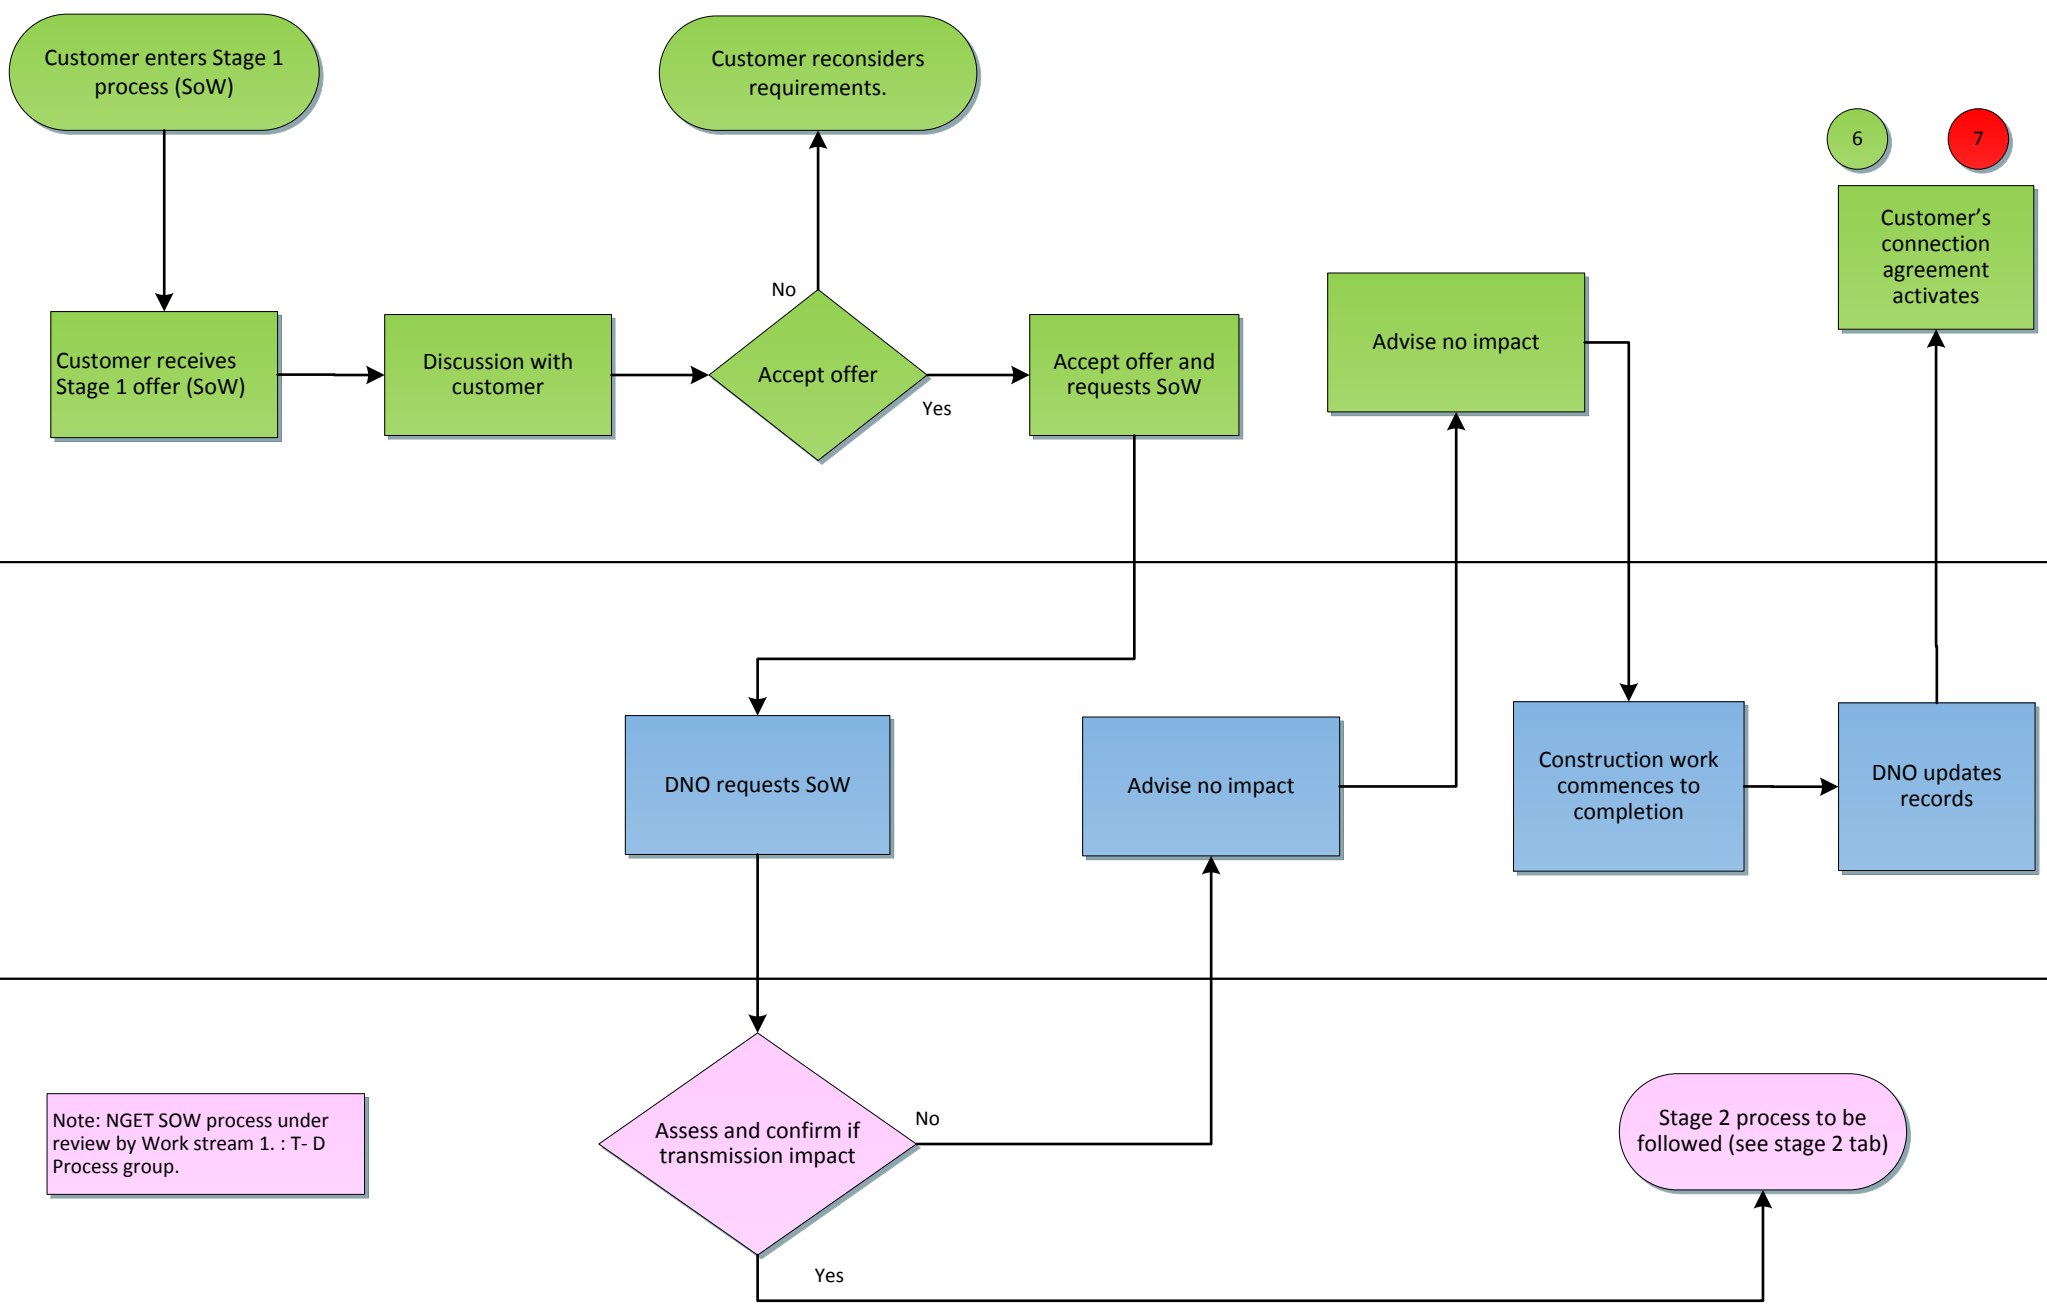 Customer enters Stage 1
process (SoW)
Customer reconsiders
requirements.
6
7
Customer’s
connection
agreement
activates
Customer receives
Stage 1 offer (SoW)
Discussion with
customer
No
Accept offer
Yes
Accept offer and
requests SoW
Advise no impact
DNO requests SoW
Advise no impact
Construction work
commences to
completion
DNO updates
records
Note: NGET SOW process under
review by Work stream 1. : T- D
Process group.
Assess and confirm if
transmission impact
No
Yes
Stage 2 process to be
followed (see stage 2 tab)